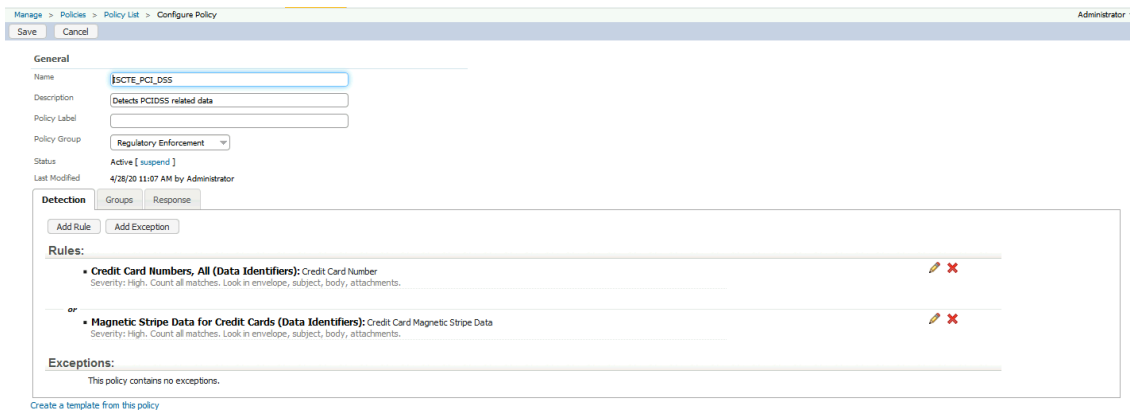 Manage > Policies > Policy List > Configure Policy Administrator
Save Cancel
General
Name ISCTE_PCI_DSS
Description Detects PCIDSS related data
Policy Label
Policy Group Regulatory Enforcement
Status Active [ suspend ]
Last Modified 4/28/20 11:07 AM by Administrator
Detection Groups Response
Add Rule Add Exception
Rules:
Credit Card Numbers, All (Data Identifiers): Credit Card Number
Severity: High. Count all matches. Look in envelope, subject, body, attachments.
or
Magnetic Stripe Data for Credit Cards (Data Identifiers): Credit Card Magnetic Stripe Data
Severity: High. Count all matches. Look in envelope, subject, body, attachments.
Exceptions:
This policy contains no exceptions.
Create a template from this policy